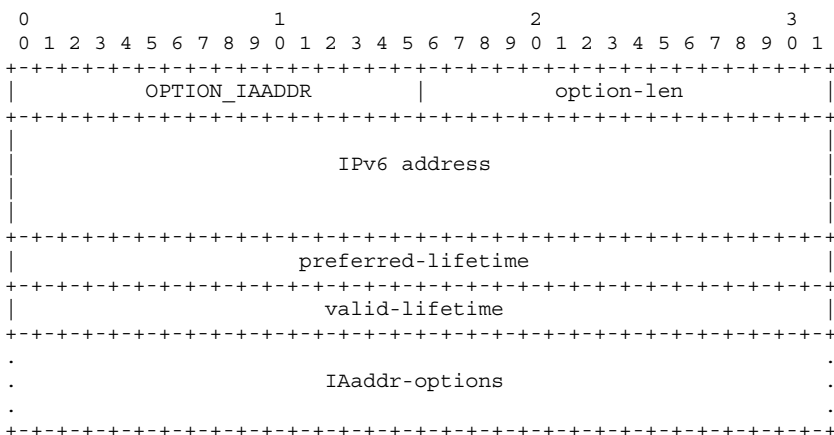 0                   1                   2                   3
0 1 2 3 4 5 6 7 8 9 0 1 2 3 4 5 6 7 8 9 0 1 2 3 4 5 6 7 8 9 0 1
+-+-+-+-+-+-+-+-+-+-+-+-+-+-+-+-+-+-+-+-+-+-+-+-+-+-+-+-+-+-+-+-+
|          OPTION_IAADDR        |          option-len           |
+-+-+-+-+-+-+-+-+-+-+-+-+-+-+-+-+-+-+-+-+-+-+-+-+-+-+-+-+-+-+-+-+
|                                                               |
|                         IPv6 address                          |
|                                                               |
|                                                               |
+-+-+-+-+-+-+-+-+-+-+-+-+-+-+-+-+-+-+-+-+-+-+-+-+-+-+-+-+-+-+-+-+
|                      preferred-lifetime                       |
+-+-+-+-+-+-+-+-+-+-+-+-+-+-+-+-+-+-+-+-+-+-+-+-+-+-+-+-+-+-+-+-+
|                        valid-lifetime                         |
+-+-+-+-+-+-+-+-+-+-+-+-+-+-+-+-+-+-+-+-+-+-+-+-+-+-+-+-+-+-+-+-+
.                                                               .
.                        IAaddr-options                         .
.                                                               .
+-+-+-+-+-+-+-+-+-+-+-+-+-+-+-+-+-+-+-+-+-+-+-+-+-+-+-+-+-+-+-+-+